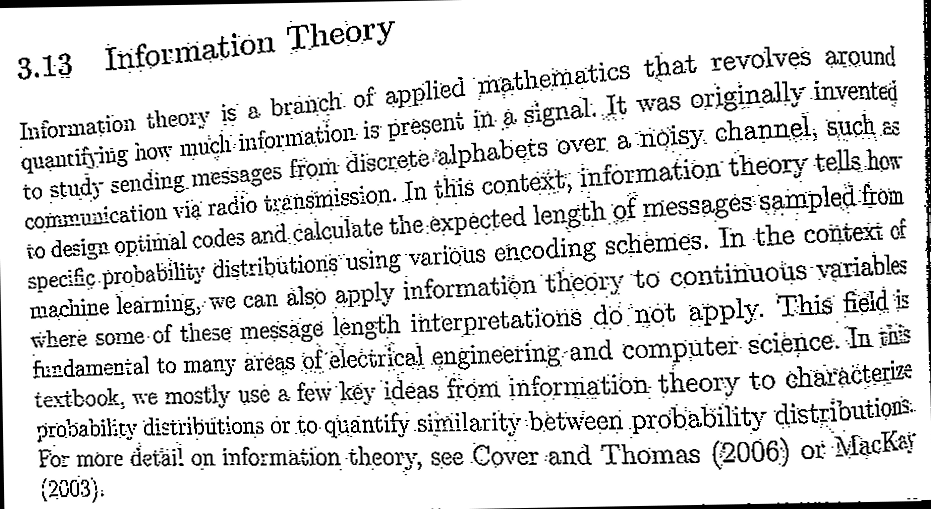 3.13 Information Theory
Information theory is a branch of applied mathematics that revolves around
quantifying how much information is present in a signal. It was originally invented
to study sending messages from discrete alphabets over a noisy channel, such as
communication via radio transmission. In this context, information theory tells how
to design optimal codes and calculate the expected length of messages sampled from
specific probability distributions using various encoding schemes. In the context of
machine learning, we can also apply information theory to continuous variables
where some of these message length interpretations do not apply. This field is
fundamental to many areas of electrical engineering and computer science. In this
textbook, we mostly use a few key ideas from information theory to characterize
probability distributions or to quantify similarity between probability distributions.
For more detail on information theory, see Cover and Thomas (2006) or MacKay
(2003).